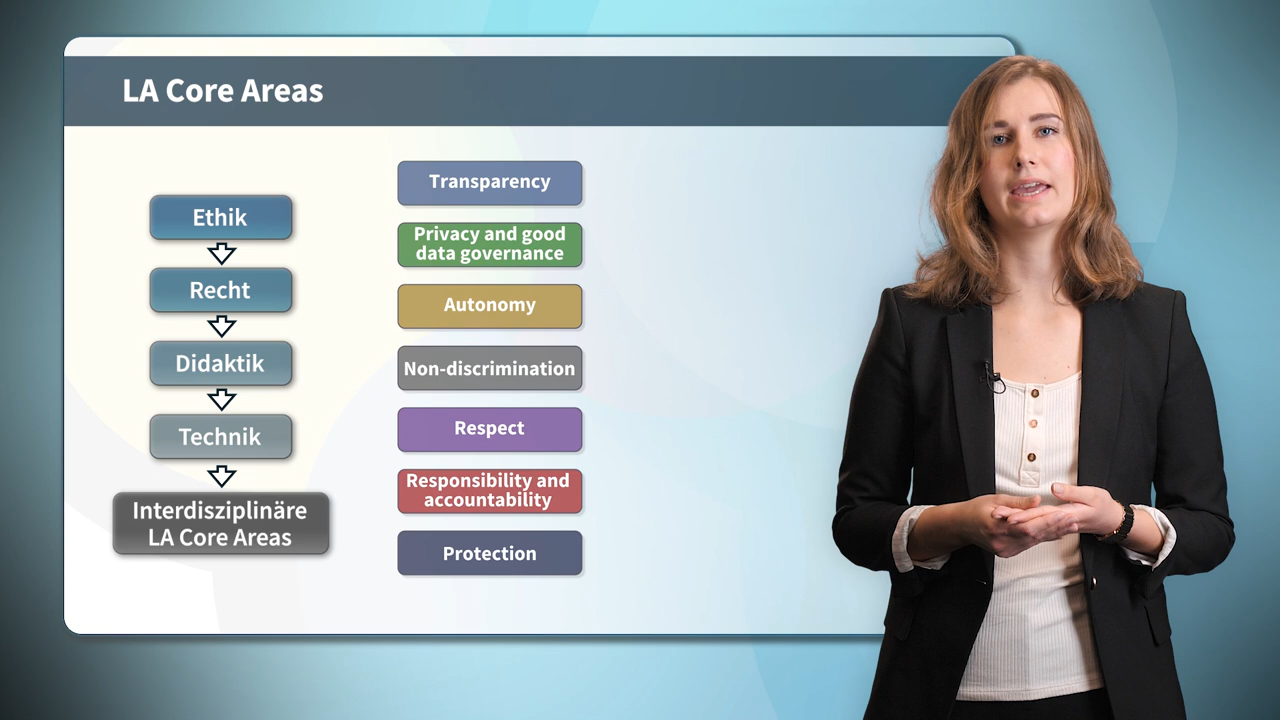 LA Core Areas
Ethik
Recht
Didaktik
Technik
Interdisziplinäre
LA Core Areas
Transparency
Privacy and good
data governance
Autonomy
Non-discrimination
Respect
Responsibility and
accountability
Protection